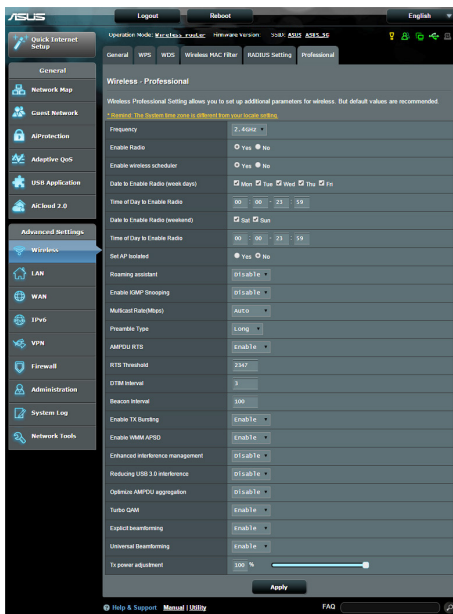 ASUS Logout Reboot English
Quick Internet Setup
Operation Mode: Wireless router Firmware Version: SSID: ASUS ASUS_5G
General WPS WDS Wireless MAC Filter RADIUS Setting Professional
General
Network Map
Guest Network
AiProtection
Adaptive QoS
USB Application
AiCloud 2.0
Advanced Settings
Wireless
LAN
WAN
IPv6
VPN
Firewall
Administration
System Log
Network Tools
Wireless - Professional
Wireless Professional Setting allows you to set up additional parameters for wireless. But default values are recommended.
* Remind: The System time zone is different from your locale setting.
Frequency 2.4GHz
Enable Radio Yes No
Enable wireless scheduler Yes No
Date to Enable Radio (week days) Mon Tue Wed Thu Fri
Time of Day to Enable Radio 00 : 00 - 23 : 59
Date to Enable Radio (weekend) Sat Sun
Time of Day to Enable Radio 00 : 00 - 23 : 59
Set AP Isolated Yes No
Roaming assistant Disable
Enable IGMP Snooping Disable
Multicast Rate(Mbps) Auto
Preamble Type Long
AMPDU RTS Enable
RTS Threshold 2347
DTIM Interval 3
Beacon Interval 100
Enable TX Bursting Enable
Enable WMM APSD Enable
Enhanced interference management Disable
Reducing USB 3.0 interference Disable
Optimize AMPDU aggregation Disable
Turbo QAM Enable
Explicit beamforming Enable
Universal Beamforming Enable
Tx power adjustment 100 %
Apply
Help & Support Manual | Utility FAQ